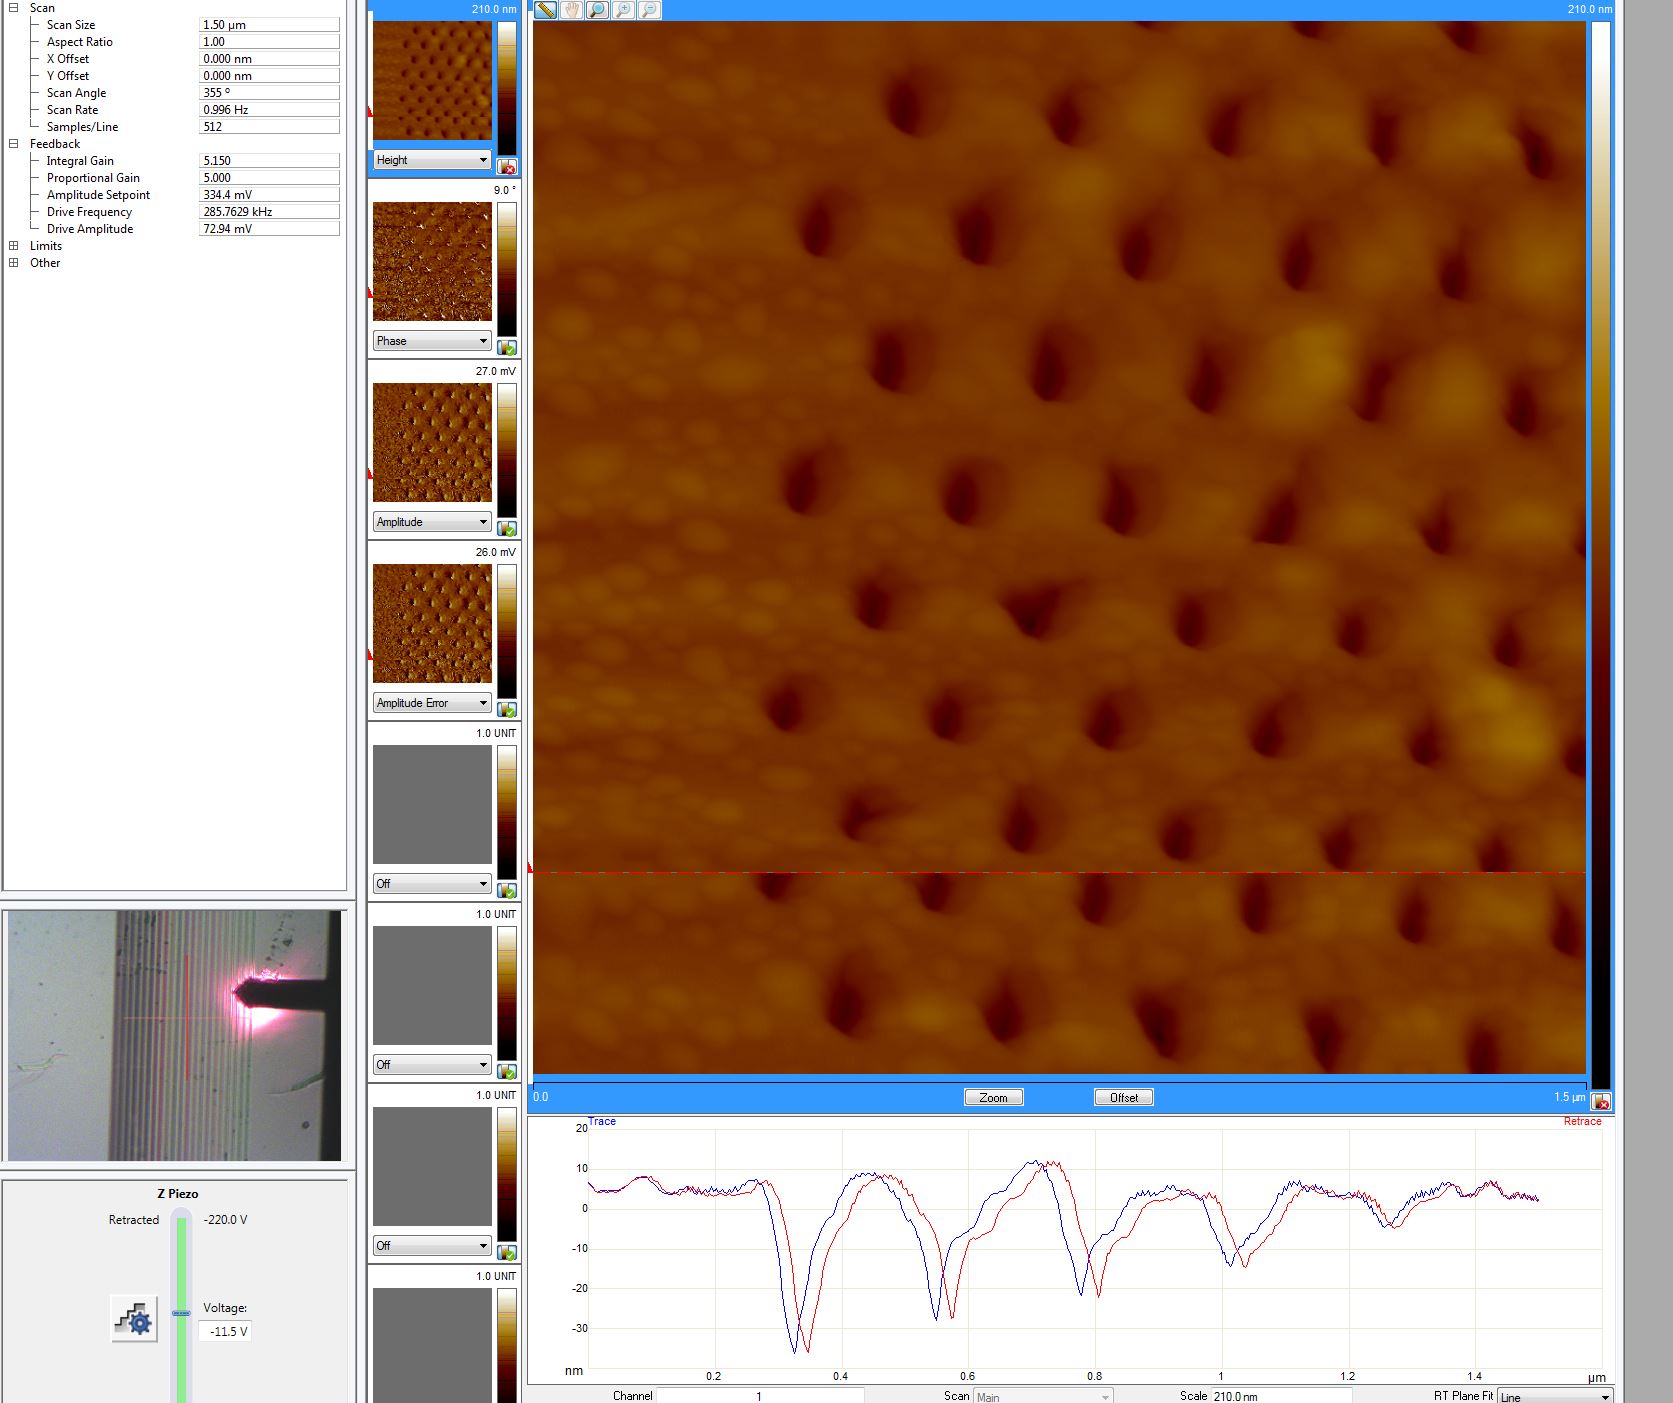 Scan
Scan Size 1.50 µm
Aspect Ratio 1.00
X Offset 0.000 nm
Y Offset 0.000 nm
Scan Angle 355 º
Scan Rate 0.996 Hz
Samples/Line 512
Feedback
Integral Gain 5.150
Proportional Gain 5.000
Amplitude Setpoint 334.4 mV
Drive Frequency 285.7629 kHz
Drive Amplitude 72.94 mV
Limits
Other
Z Piezo
Retracted -220.0 V
Voltage:
-11.5 V
210.0 nm
Height
9.0 °
Phase
27.0 mV
Amplitude
26.0 mV
Amplitude Error
1.0 UNIT
Off
1.0 UNIT
Off
1.0 UNIT
Off
1.0 UNIT
210.0 nm
0.0 Zoom Offset 1.5 µm
Trace Retrace
20
10
0
-10
-20
-30
nm 0.2 0.4 0.6 0.8 1 1.2 1.4 µm
Channel 1 Scan Main Scale 210.0 nm RT Plane Fit Line